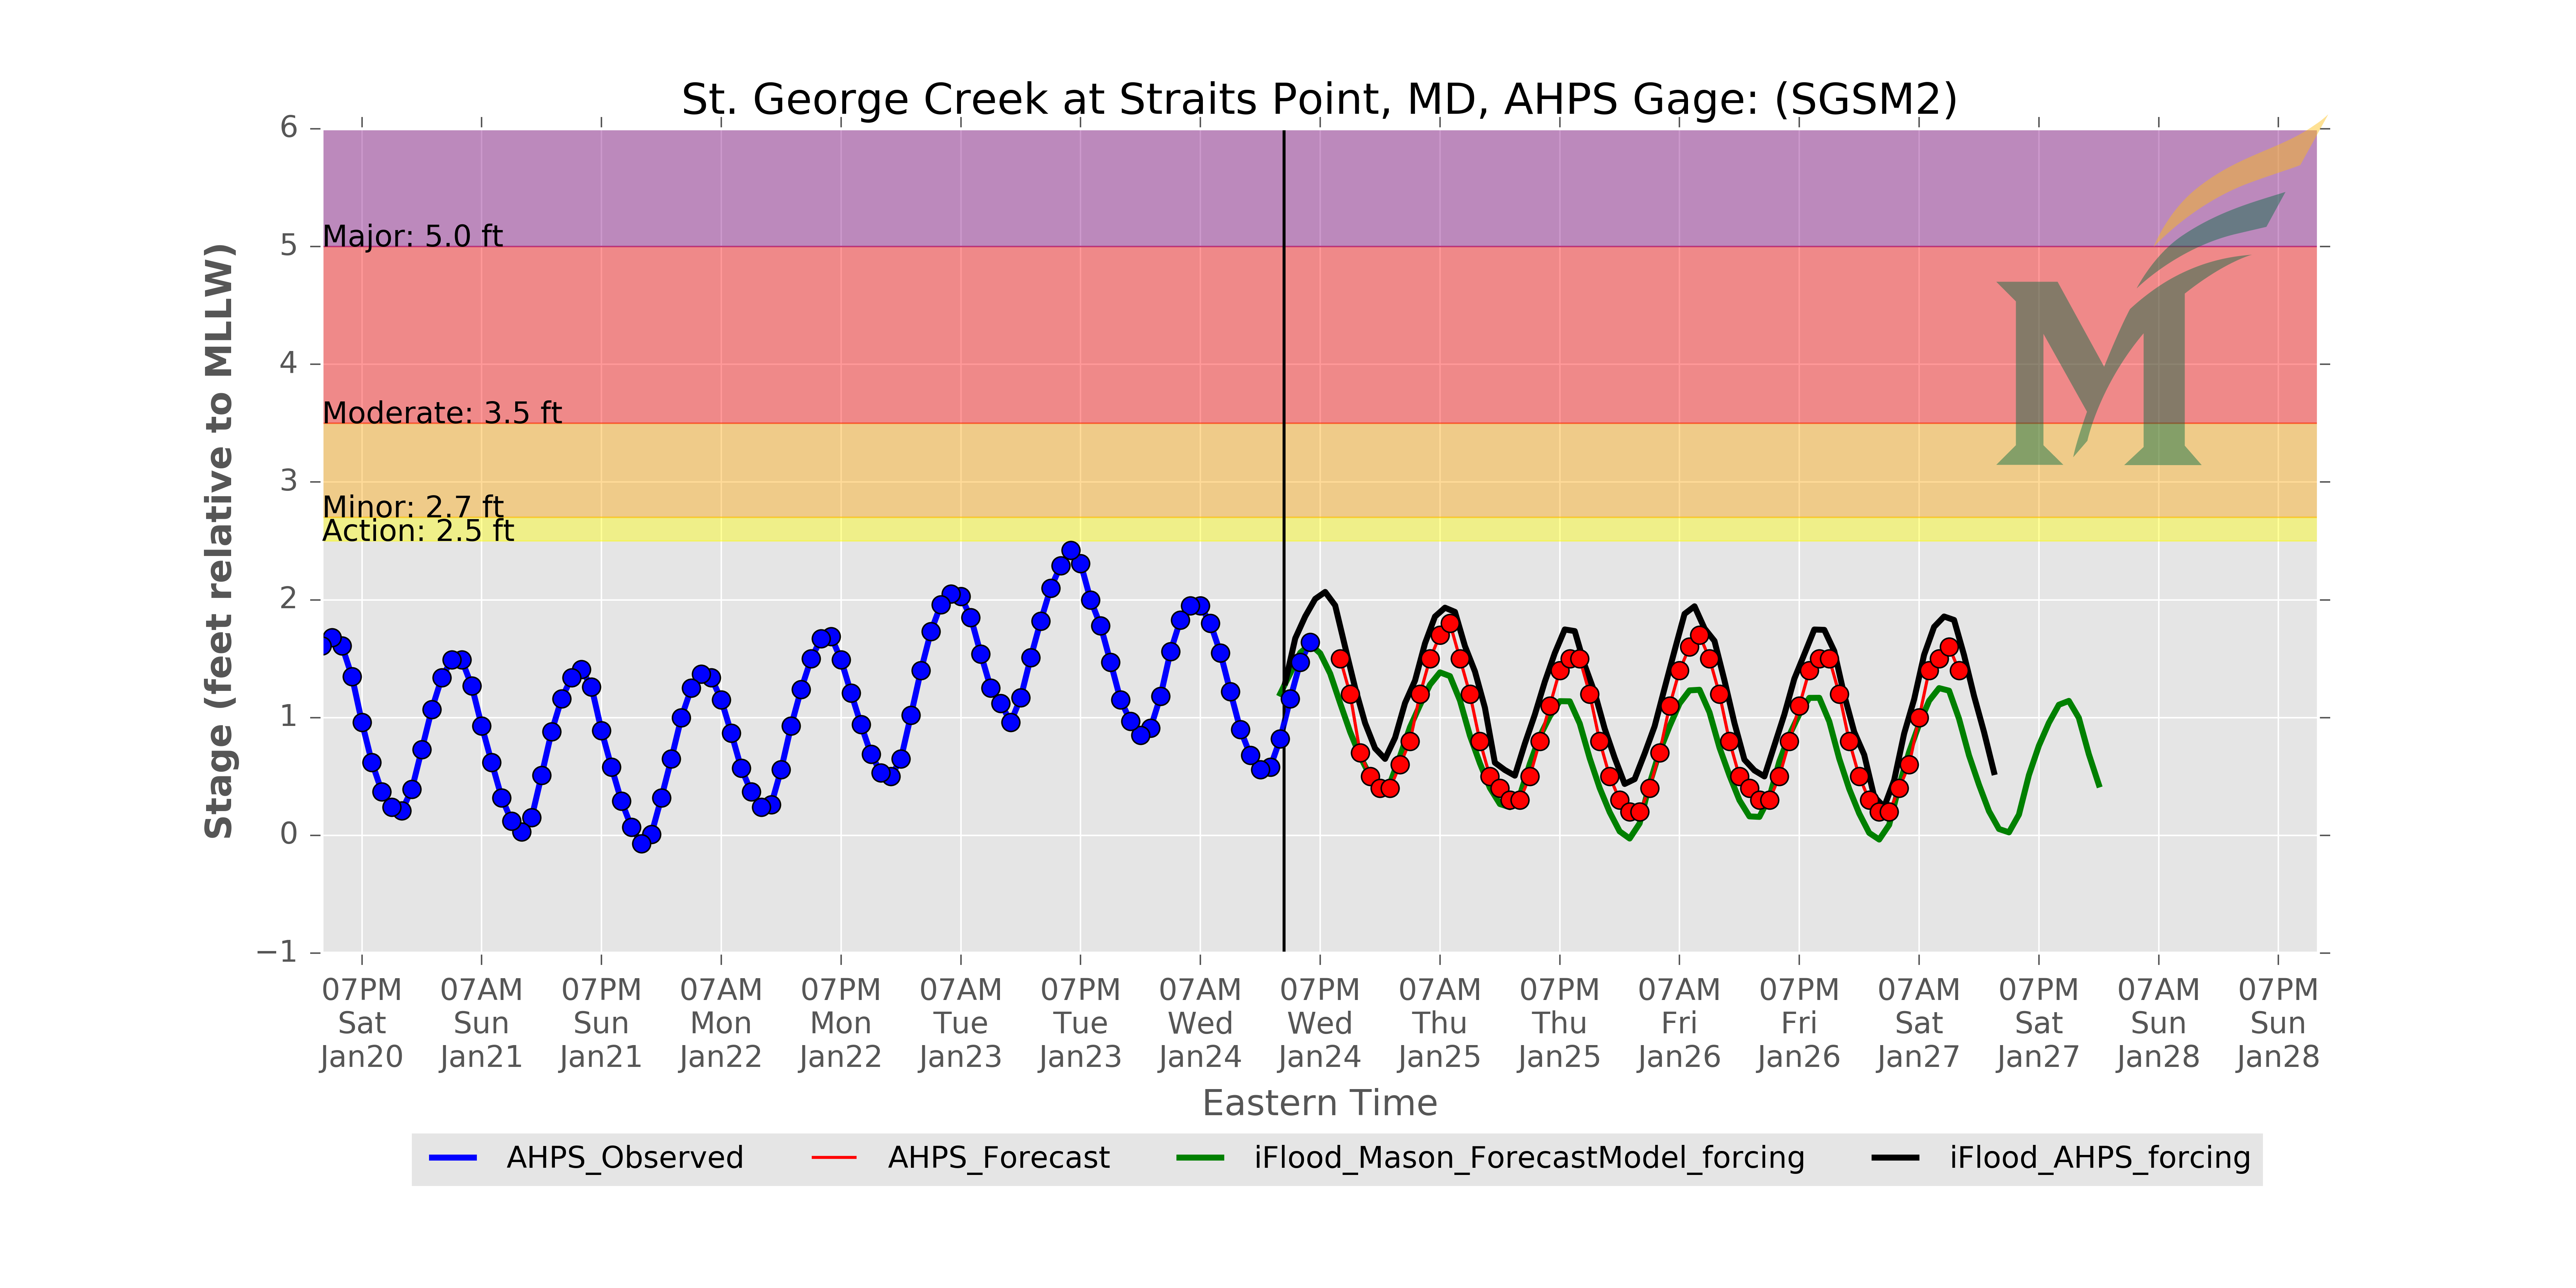 St. George Creek at Straits Point, MD, AHPS Gage: (SGSM2)
Stage (feet relative to MLLW)
6
5
4
3
2
1
0
−1
Major: 5.0 ft
Moderate: 3.5 ft
Minor: 2.7 ft
Action: 2.5 ft
07PM 07AM 07PM 07AM 07PM 07AM 07PM 07AM 07PM 07AM 07PM 07AM 07PM 07AM 07PM 07AM 07PM
Sat Sun Sun Mon Mon Tue Tue Wed Wed Thu Thu Fri Fri Sat Sat Sun Sun
Jan20 Jan21 Jan21 Jan22 Jan22 Jan23 Jan23 Jan24 Jan24 Jan25 Jan25 Jan26 Jan26 Jan27 Jan27 Jan28 Jan28
Eastern Time
AHPS_Observed AHPS_Forecast iFlood_Mason_ForecastModel_forcing iFlood_AHPS_forcing
M